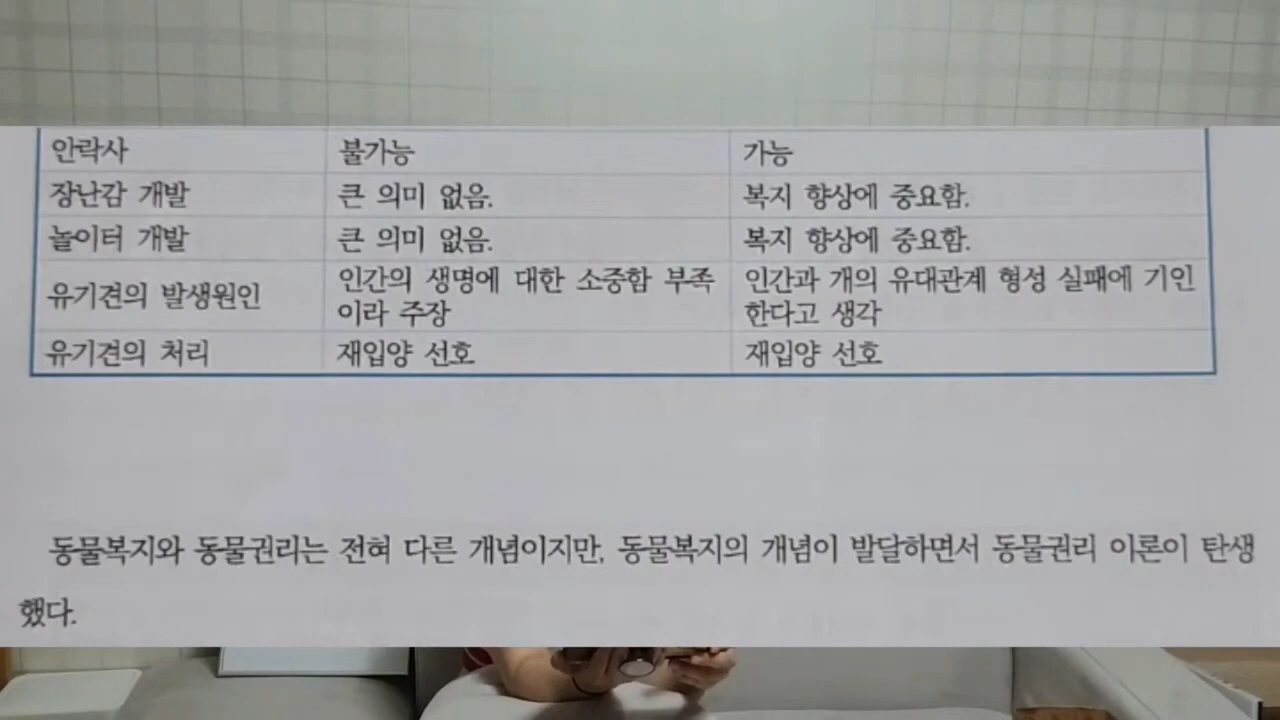 안락사 불가능 가능
장난감 개발 큰 의미 없음. 복지 향상에 중요함.
놀이터 개발 큰 의미 없음. 복지 향상에 중요함.
유기견의 발생원인 인간의 생명에 대한 소중함 부족 인간과 개의 유대관계 형성 실패에 기인
이라 주장 한다고 생각
유기견의 처리 재입양 선호 재입양 선호
동물복지와 동물권리는 전혀 다른 개념이지만, 동물복지의 개념이 발달하면서 동물권리 이론이 탄생
했다.